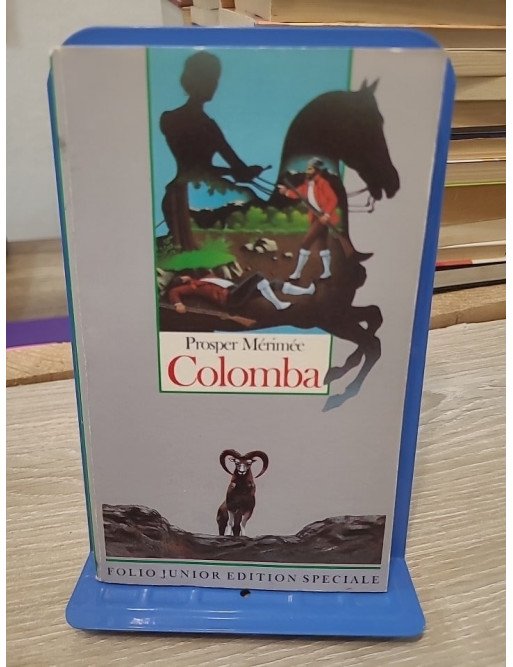 Prosper Mérimée
Colomba
FOLIO JUNIOR EDITION SPECIALE